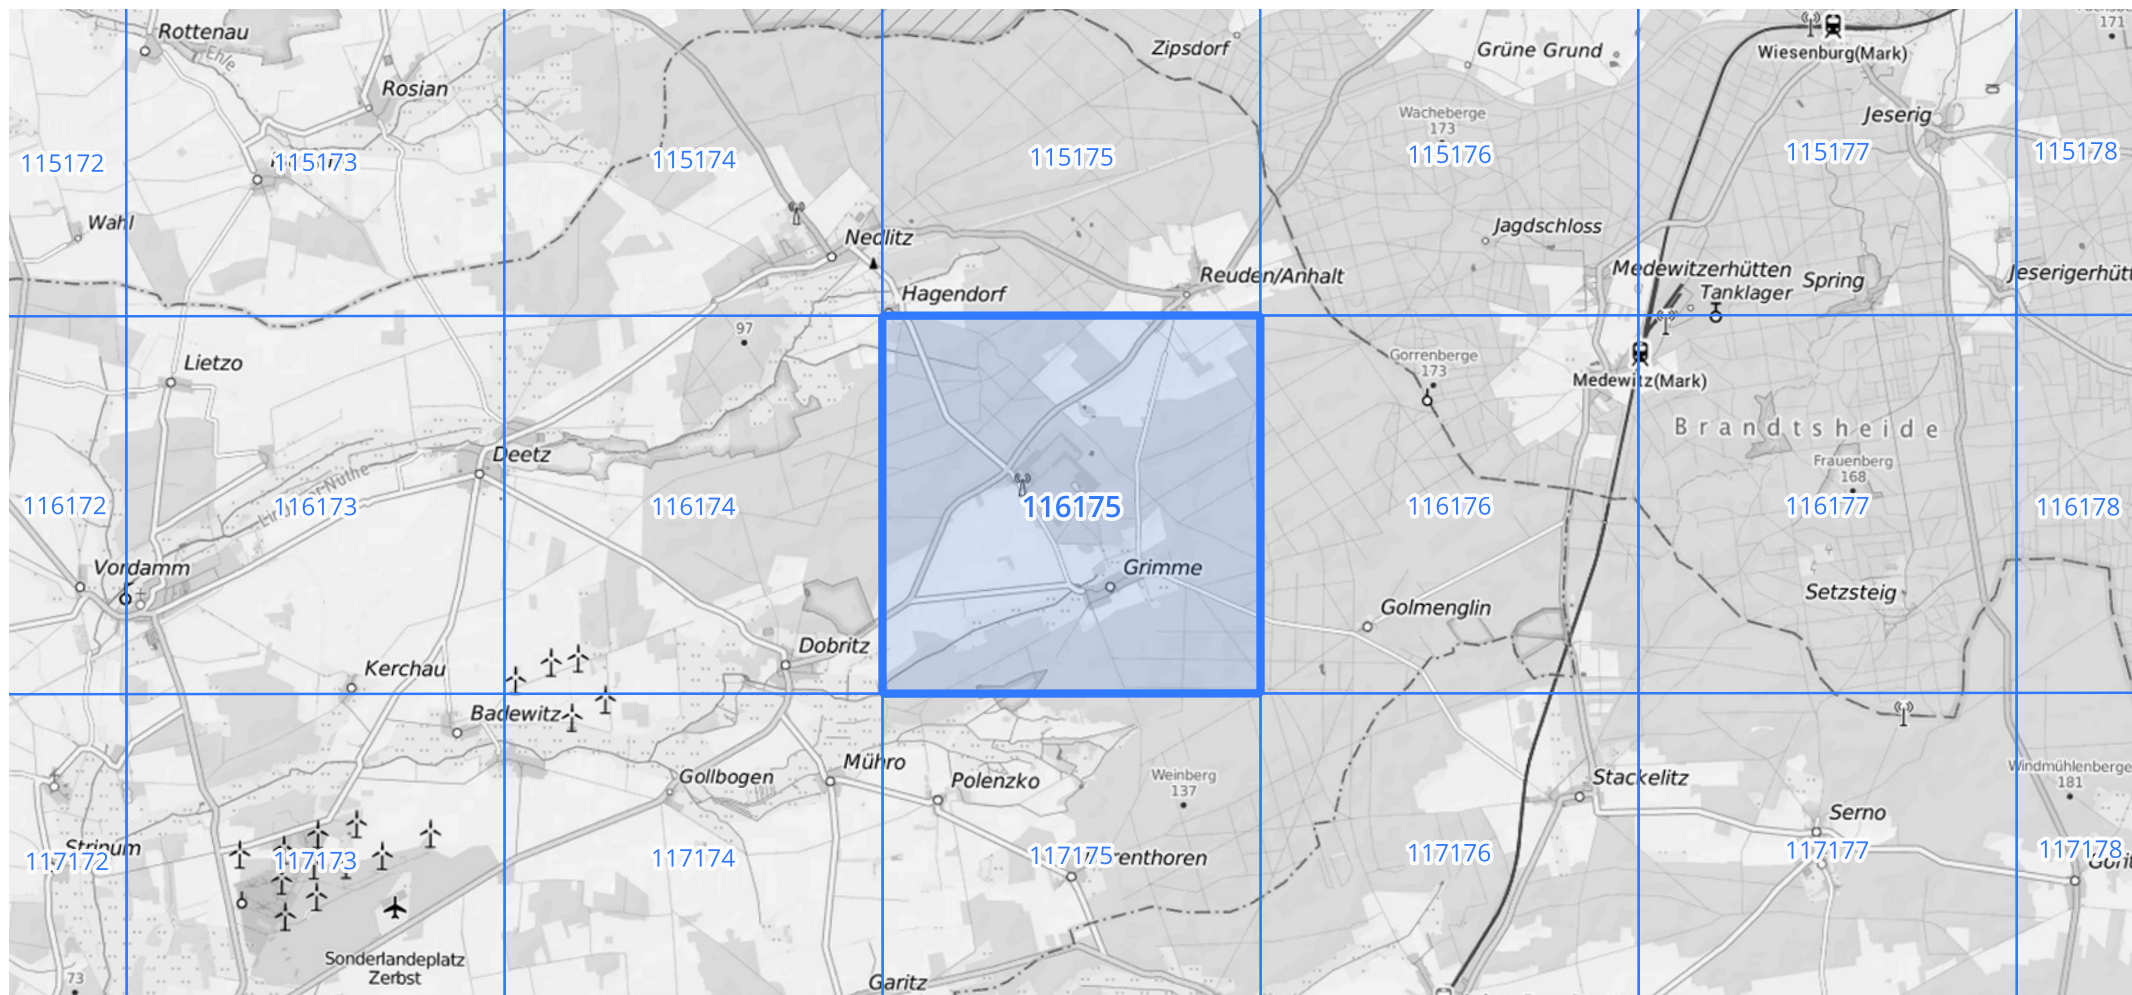 Rottenau
Ehle
Rosian
Zipsdorf
Grüne Grund
Wiesenburg(Mark)
171
Wacheberge
173
Jeserig
115172
115173
115174
115175
115176
115177
115178
Wahl
Nedlitz
Jagdschloss
Hagendorf
Reuden/Anhalt
Medewitzerhütten
Tanklager
Spring
Jeserigerhütt
97
Lietzo
Gorrenberge
173
Medewitz(Mark)
Brandtsheide
Deetz
Frauenberg
168
116172
116173
116174
116175
116176
116177
116178
Vordamm
Grimme
Setzsteig
Golmenglin
Dobritz
Kerchau
Badewitz
Mühro
Gollbogen
Polenzko
Weinberg
137
Stackelitz
Windmühlenberge
181
Serno
Strinum
117172
117173
117174
117175
renthoren
117176
117177
117178
Sonderlandeplatz
Zerbst
73
Garitz